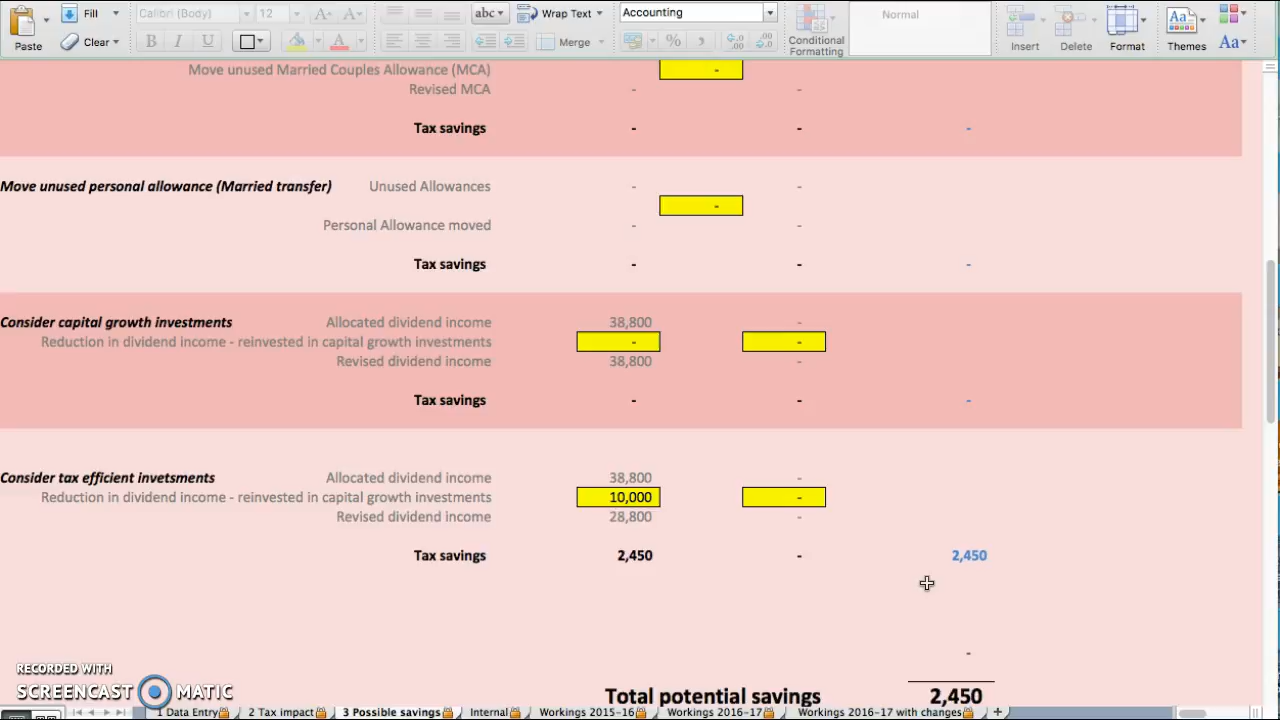 Calibri (Body) 12 abc Wrap Text Accounting Normal
Fill
Clear
Paste B I U A Merge % , Conditional Formatting Insert Delete Format Themes Aa
Move unused Married Couples Allowance (MCA) -
Revised MCA - -
Tax savings - - -
Move unused personal allowance (Married transfer) Unused Allowances - -
-
Personal Allowance moved - -
Tax savings - - -
Consider capital growth investments Allocated dividend income 38,800 -
Reduction in dividend income - reinvested in capital growth investments - -
Revised dividend income 38,800 -
Tax savings - - -
Consider tax efficient invetsments Allocated dividend income 38,800 -
Reduction in dividend income - reinvested in capital growth investments 10,000 -
Revised dividend income 28,800 -
Tax savings 2,450 - 2,450
-
Total potential savings 2,450
RECORDED WITH
SCREENCAST MATIC
1 Data Entry 2 Tax impact 3 Possible savings Internal Workings 2015-16 Workings 2016-17 Workings 2016-17 with changes +